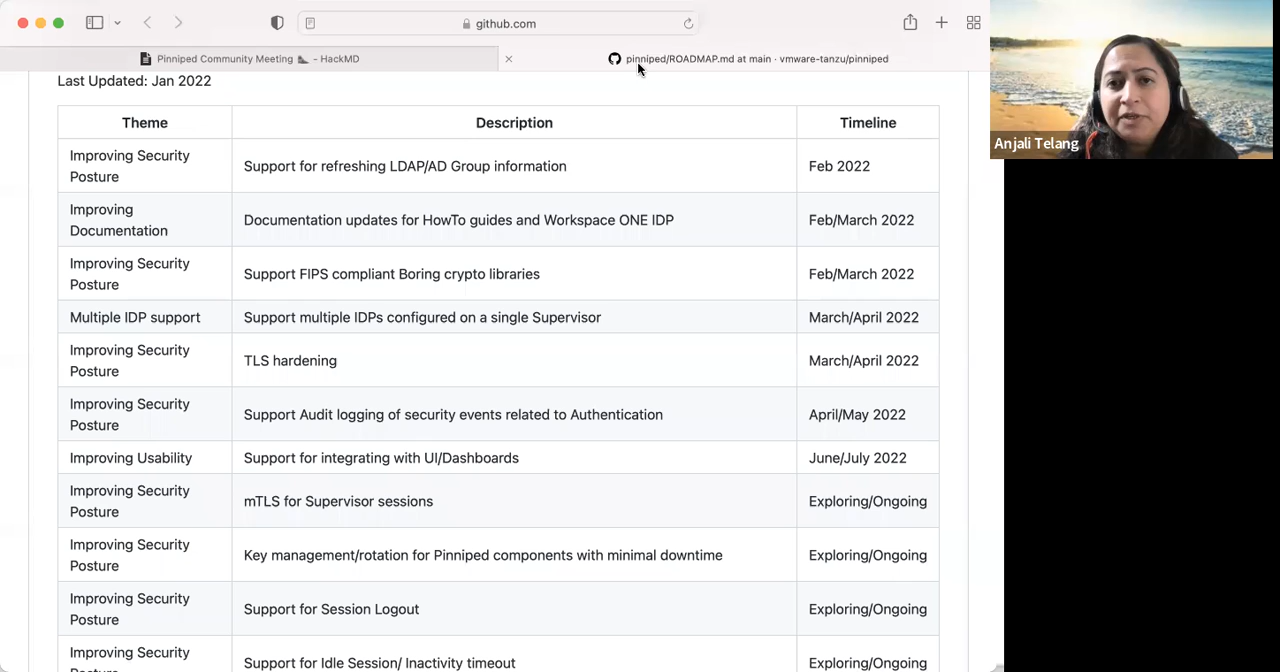 github.com
Pinniped Community Meeting - HackMD
pinniped/ROADMAP.md at main · vmware-tanzu/pinniped
Anjali Telang
Last Updated: Jan 2022
Theme Description Timeline
Improving Security
Posture
Support for refreshing LDAP/AD Group information
Feb 2022
Improving
Documentation
Documentation updates for HowTo guides and Workspace ONE IDP
Feb/March 2022
Improving Security
Posture
Support FIPS compliant Boring crypto libraries
Feb/March 2022
Multiple IDP support
Support multiple IDPs configured on a single Supervisor
March/April 2022
Improving Security
Posture
TLS hardening
March/April 2022
Improving Security
Posture
Support Audit logging of security events related to Authentication
April/May 2022
Improving Usability
Support for integrating with UI/Dashboards
June/July 2022
Improving Security
Posture
mTLS for Supervisor sessions
Exploring/Ongoing
Improving Security
Posture
Key management/rotation for Pinniped components with minimal downtime
Exploring/Ongoing
Improving Security
Posture
Support for Session Logout
Exploring/Ongoing
Improving Security
Posture
Support for Idle Session/ Inactivity timeout
Exploring/Ongoing